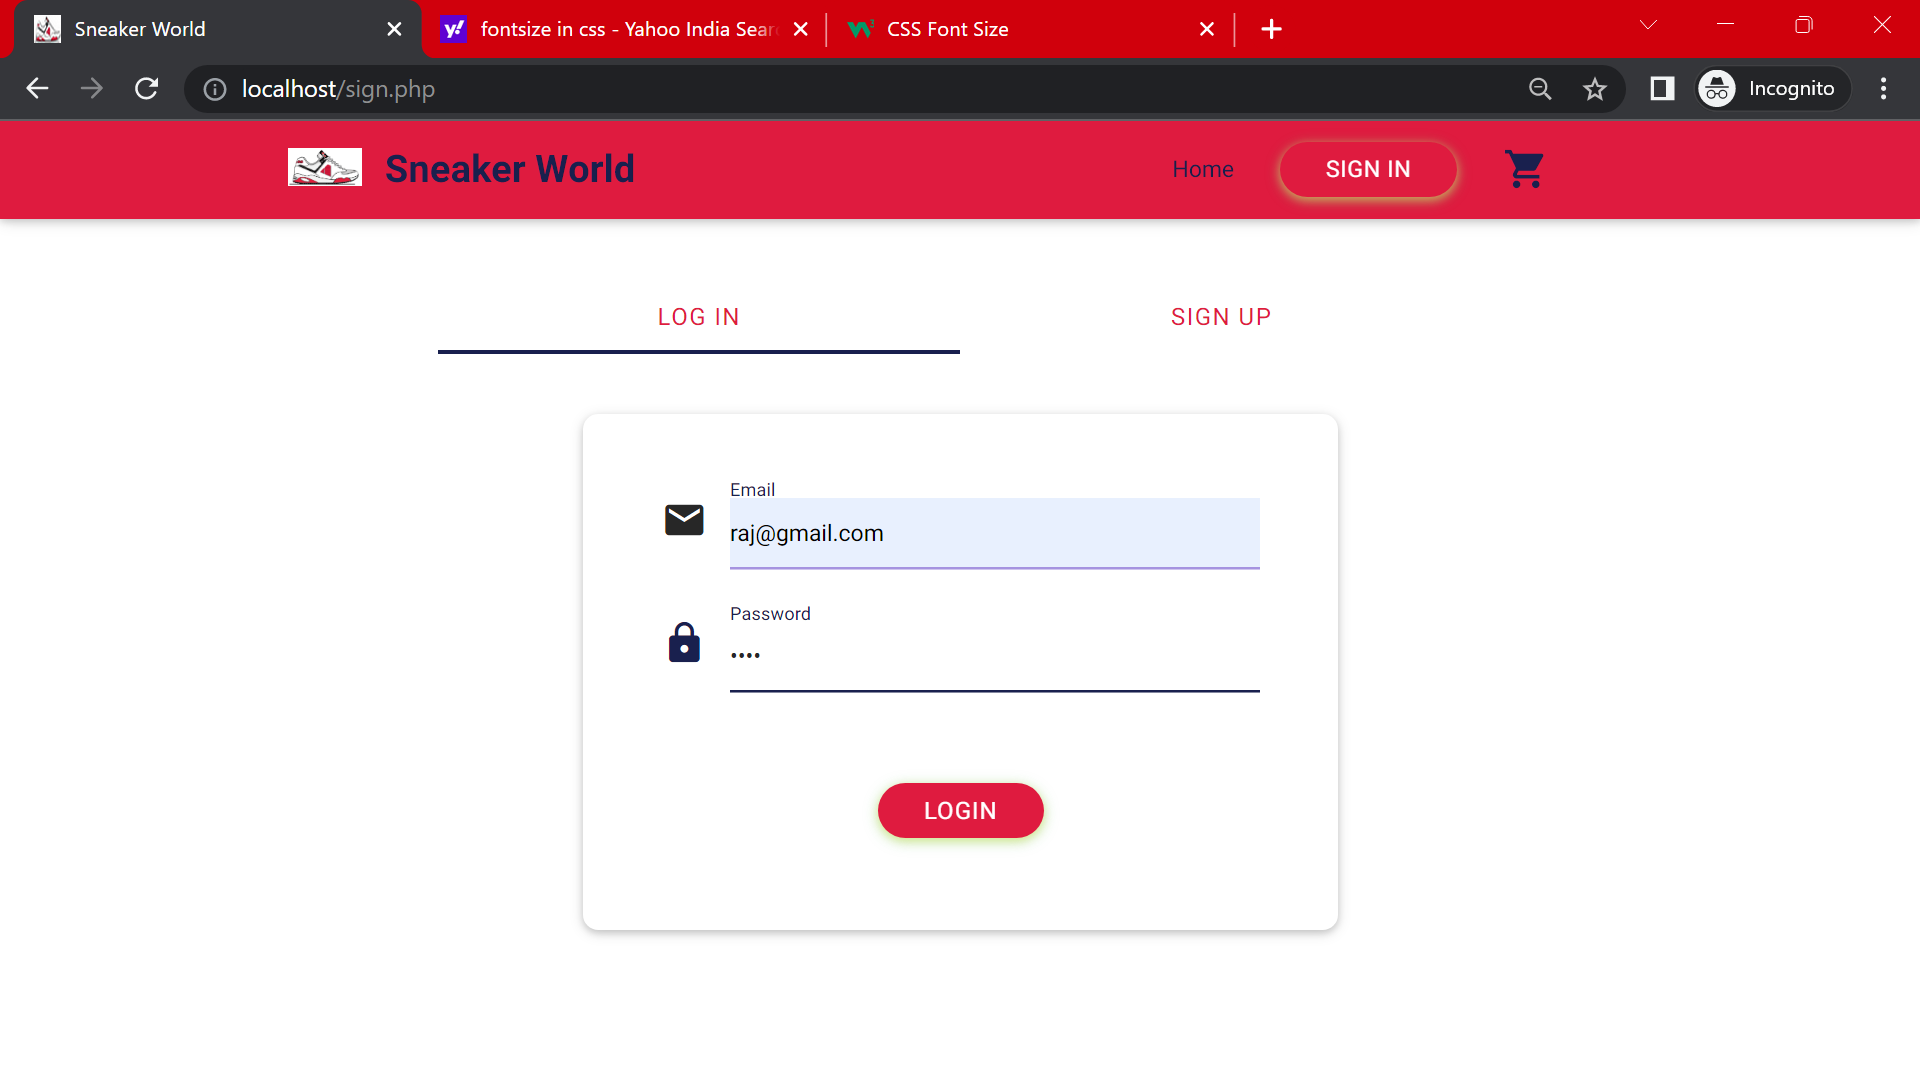 Sneaker World
fontsize in css - Yahoo India Sear
CSS Font Size
localhost/sign.php
Incognito
Sneaker World
Home
SIGN IN
LOG IN
SIGN UP
Email
raj@gmail.com
Password
••••
LOGIN